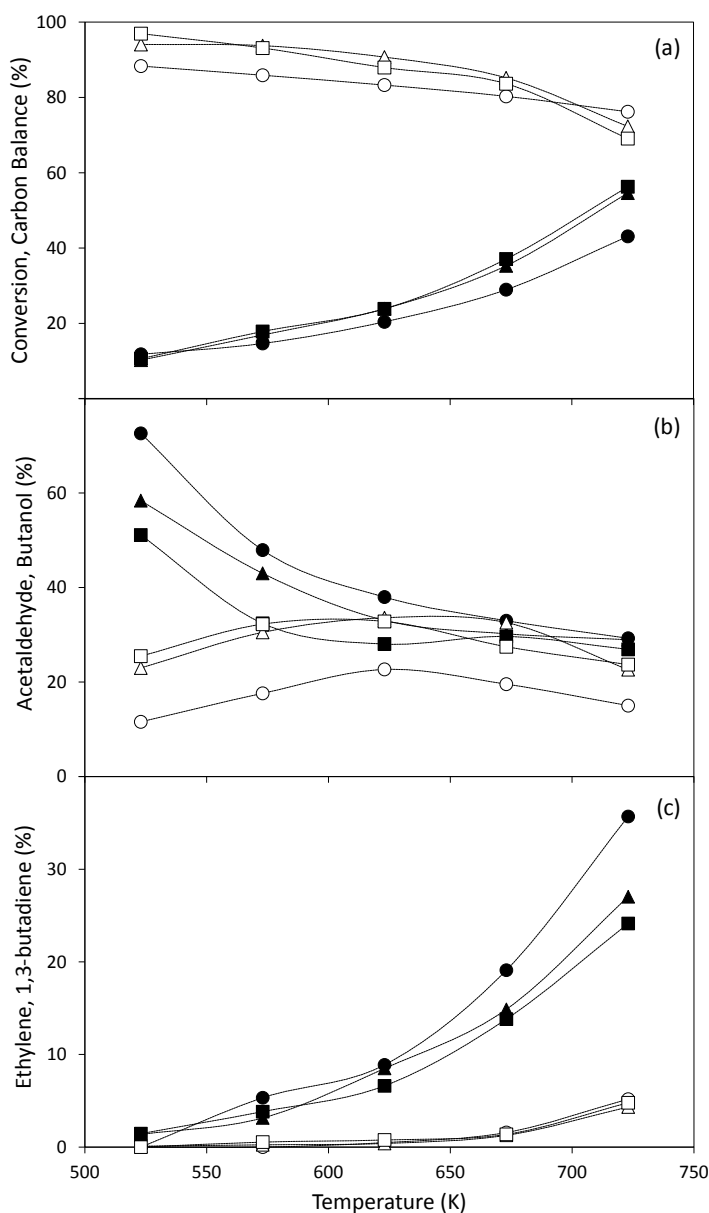 100
80
60
40
20
Conversion, Carbon Balance (%)
(a)
60
40
20
0
Acetaldehyde, Butanol (%)
(b)
30
20
10
0
Ethylene, 1,3-butadiene (%)
(c)
500 550 600 650 700 750
Temperature (K)